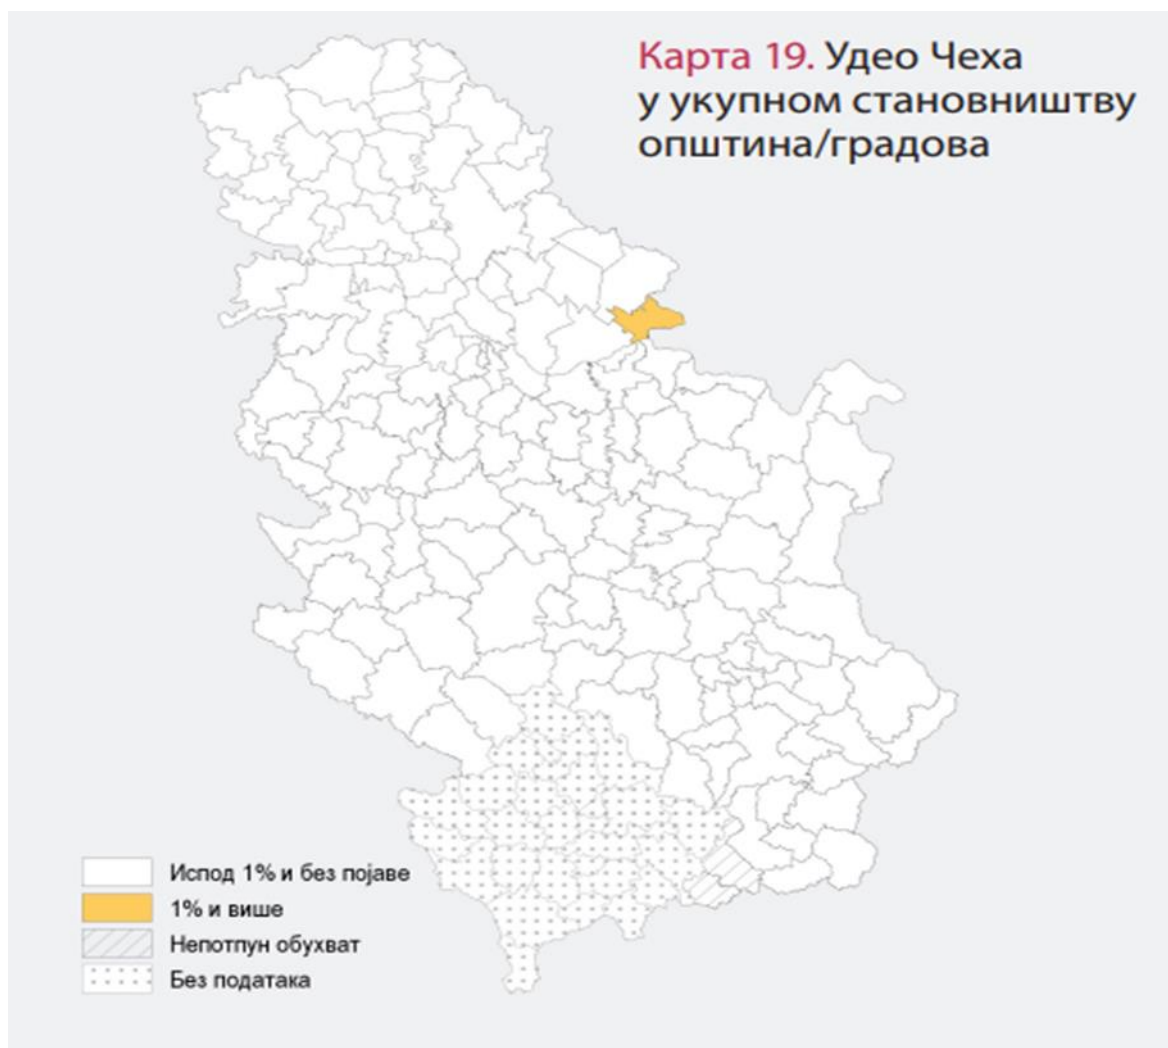 Карта 19. Удео Чеха
у укупном становништву
општина/градова
Испод 1% и без појаве
1% и више
Непотпун обухват
Без података